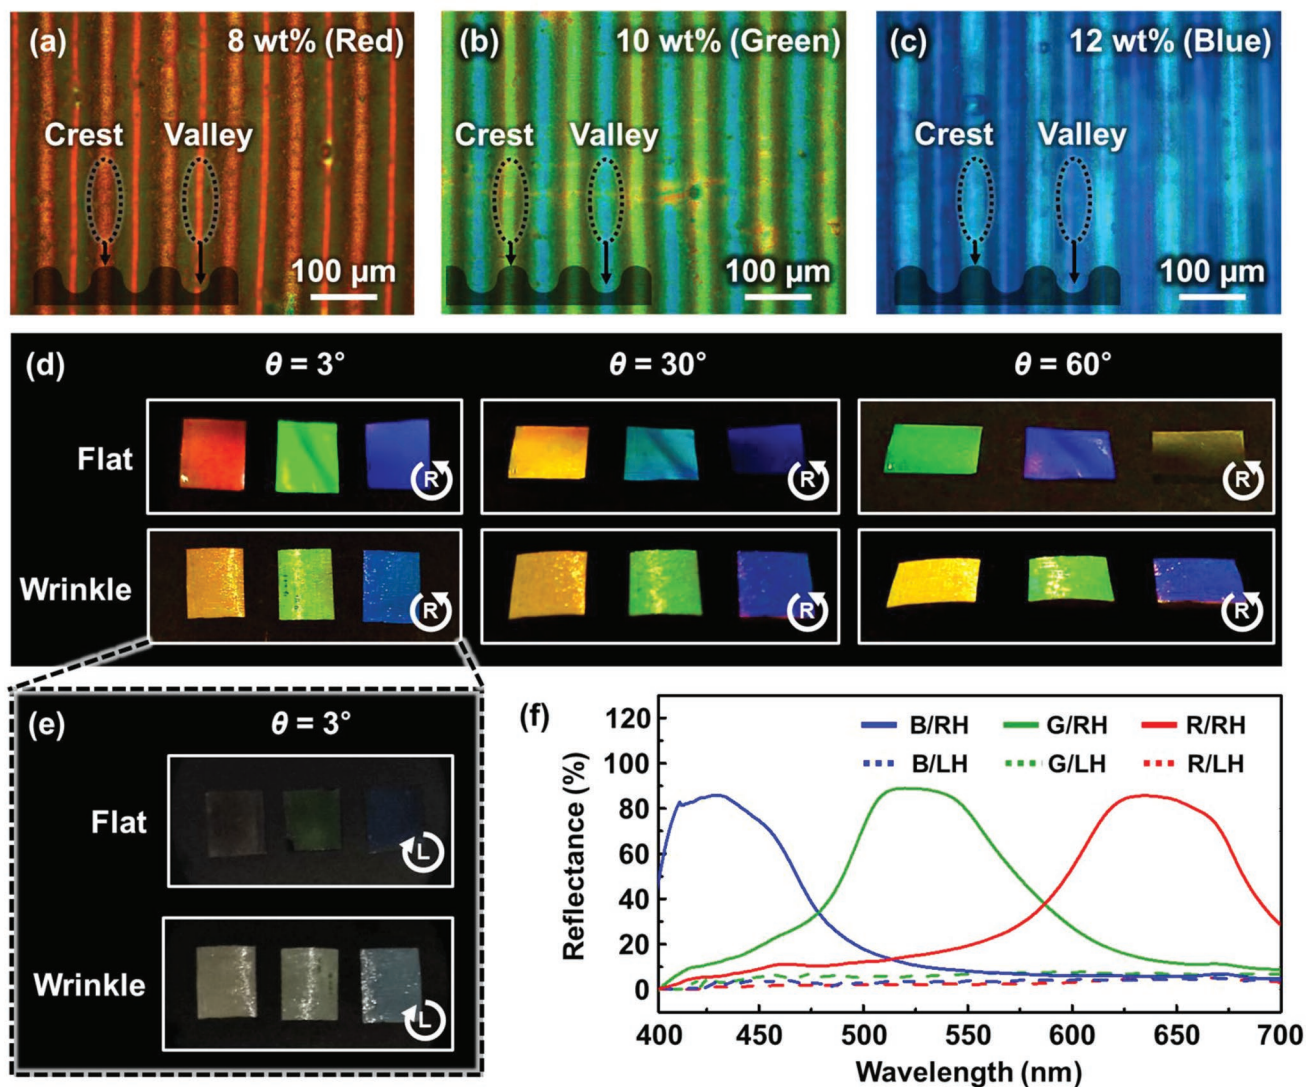 (a) 8 wt% (Red)
Crest Valley
100 µm
(b) 10 wt% (Green)
Crest Valley
100 µm
(c) 12 wt% (Blue)
Crest Valley
100 µm
(d) θ = 3° θ = 30° θ = 60°
Flat R R R
Wrinkle R R R
(e) θ = 3°
Flat L
Wrinkle L
(f)
B/RH G/RH R/RH
B/LH G/LH R/LH
Reflectance (%)
120
100
80
60
40
20
0
400 450 500 550 600 650 700
Wavelength (nm)